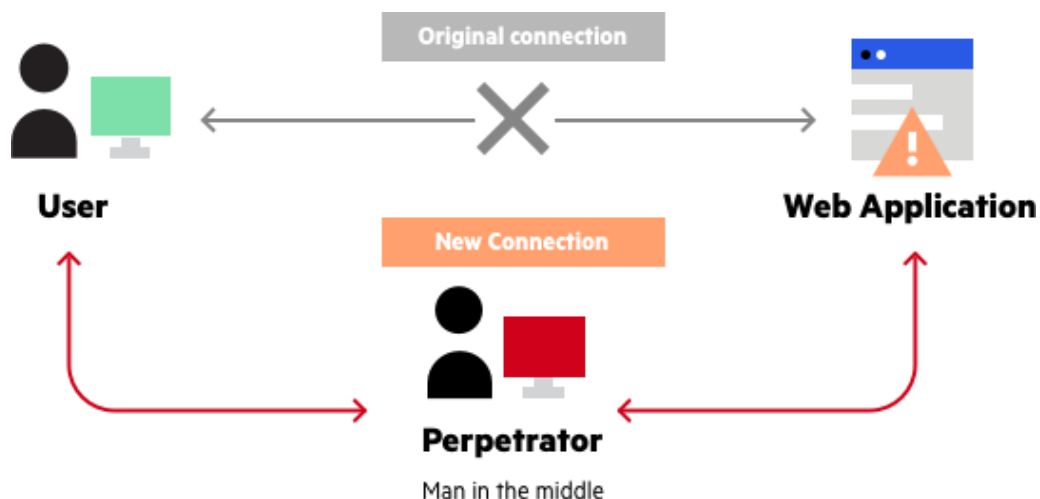 Original connection
User
Web Application
New Connection
Perpetrator
Man in the middle